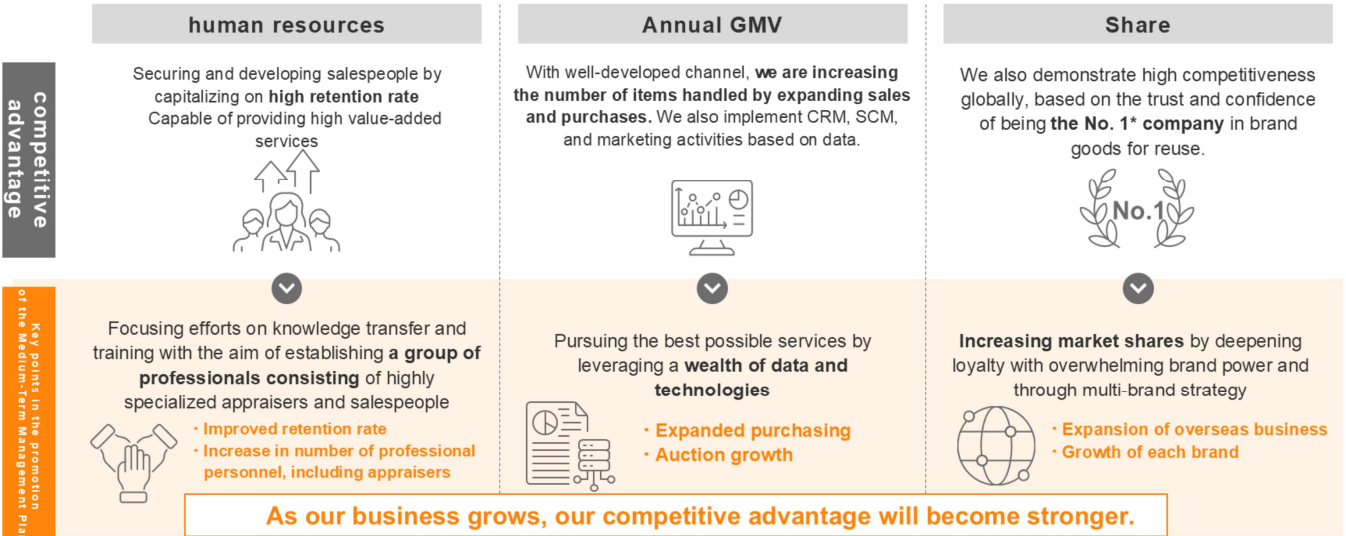 human resources
Annual GMV
Share
competitive
advantage
Securing and developing salespeople by
capitalizing on high retention rate
Capable of providing high value-added
services
With well-developed channel, we are increasing
the number of items handled by expanding sales
and purchases. We also implement CRM, SCM,
and marketing activities based on data.
We also demonstrate high competitiveness
globally, based on the trust and confidence
of being the No. 1* company in brand
goods for reuse.
No.1
Key points in the promotion
of the Medium-Term Management Pla
Focusing efforts on knowledge transfer and
training with the aim of establishing a group of
professionals consisting of highly
specialized appraisers and salespeople
・Improved retention rate
・Increase in number of professional
personnel, including appraisers
Pursuing the best possible services by
leveraging a wealth of data and
technologies
・Expanded purchasing
・Auction growth
Increasing market shares by deepening
loyalty with overwhelming brand power and
through multi-brand strategy
・Expansion of overseas business
・Growth of each brand
As our business grows, our competitive advantage will become stronger.